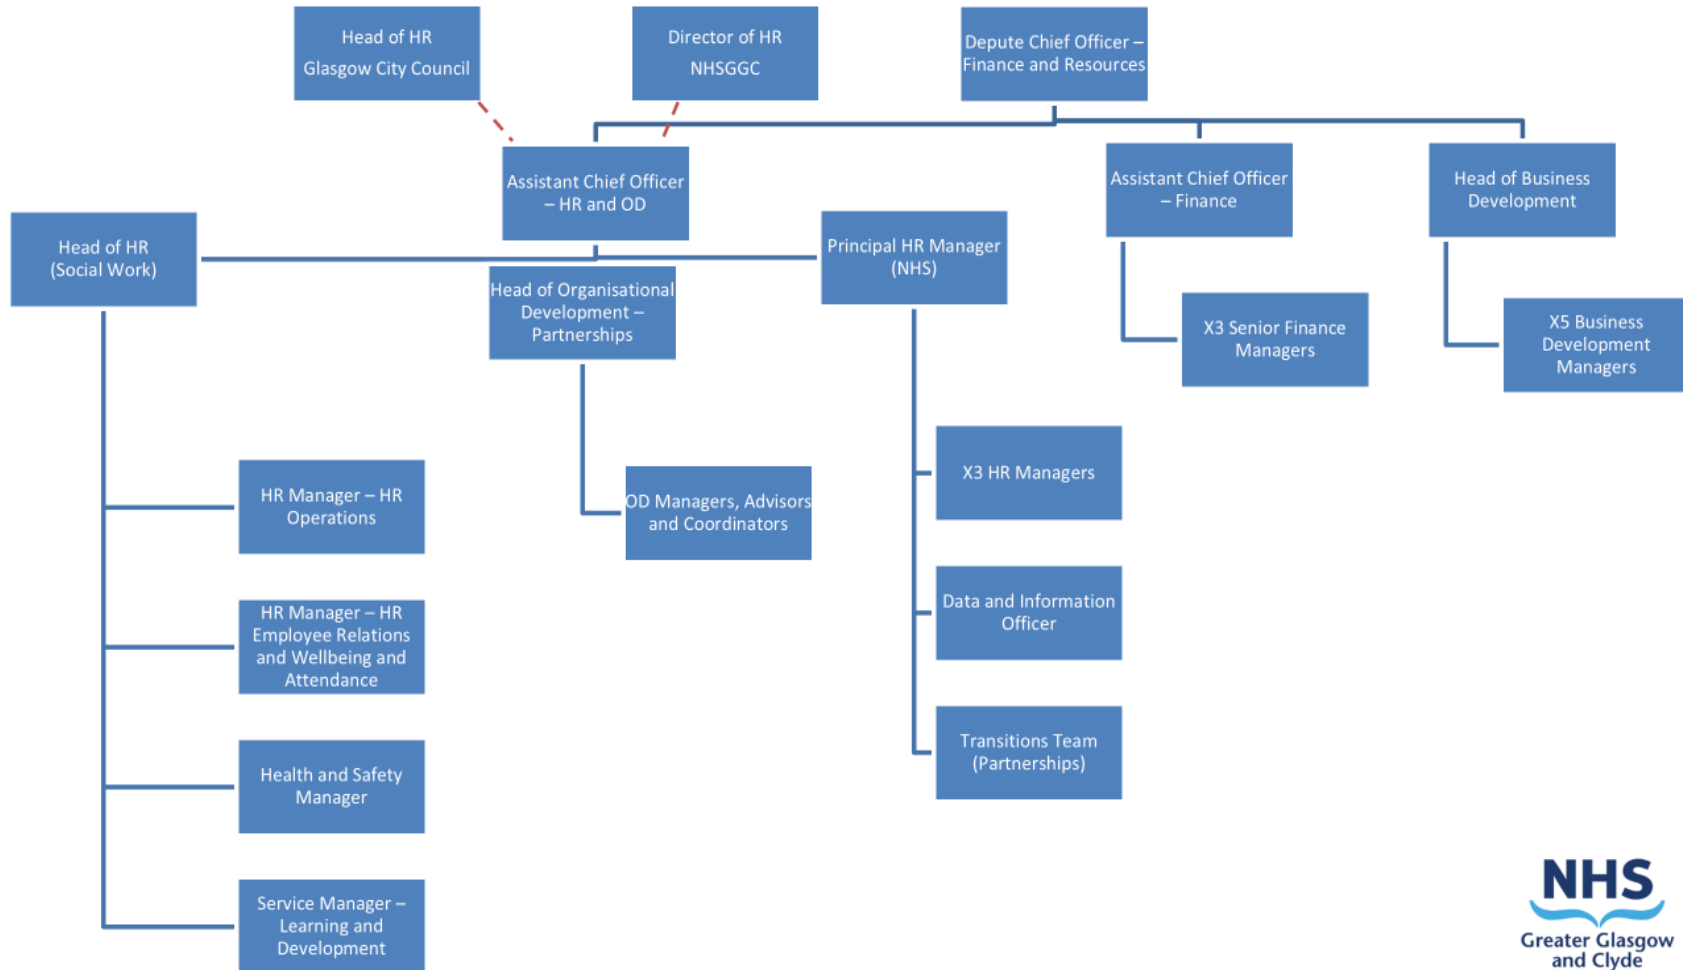 Head of HR
Glasgow City Council
Director of HR
NHSGGC
Depute Chief Officer –
Finance and Resources
Assistant Chief Officer
– HR and OD
Assistant Chief Officer
– Finance
Head of Business
Development
Head of HR
(Social Work)
Head of Organisational
Development –
Partnerships
Principal HR Manager
(NHS)
X3 Senior Finance
Managers
X5 Business
Development
Managers
HR Manager – HR
Operations
HR Manager – HR
Employee Relations
and Wellbeing and
Attendance
Health and Safety
Manager
Service Manager –
Learning and
Development
OD Managers, Advisors
and Coordinators
X3 HR Managers
Data and Information
Officer
Transitions Team
(Partnerships)
NHS
Greater Glasgow
and Clyde